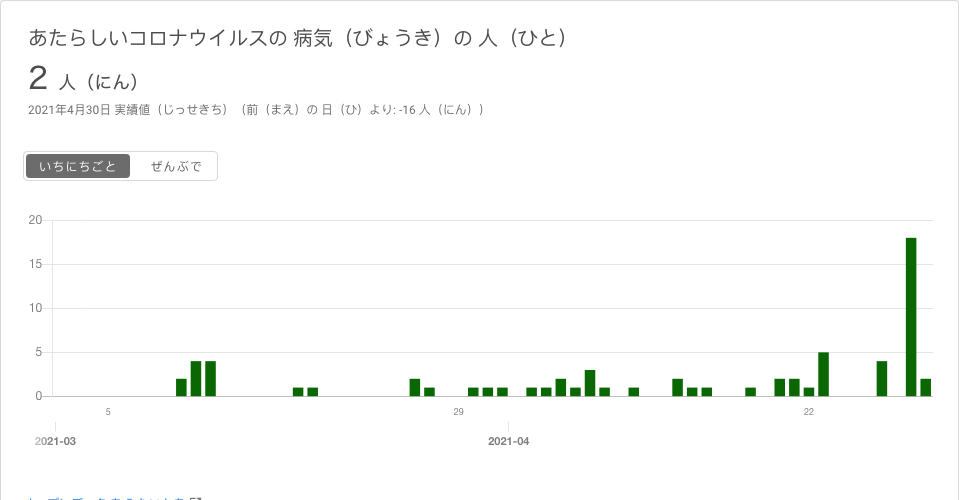 あたらしいコロナウイルスの 病気（びょうき）の 人（ひと）
2 人（にん）
2021年4月30日 実績値（じっせきち）（前（まえ）の 日（ひ）より: -16 人（にん））
いちにちごと ぜんぶで
20
15
10
5
0
5 29 22
2021-03 2021-04